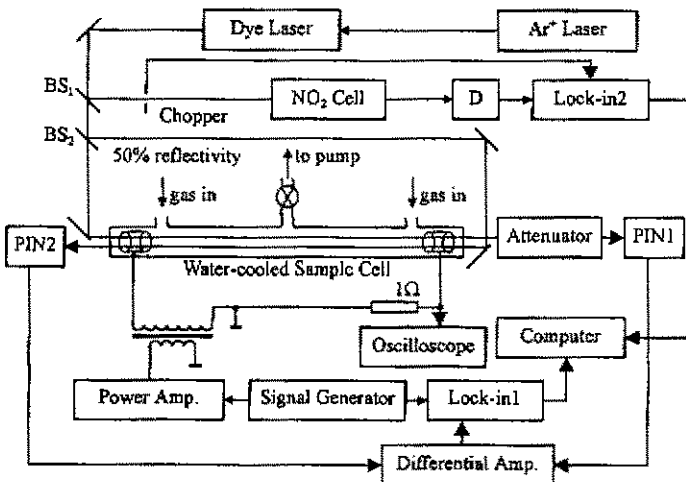 Dye Laser
Ar⁺ Laser
BS₁
NO₂ Cell
D
Lock-in2
Chopper
BS₂
50% reflectivity
to pump
gas in
gas in
PIN2
Attenuator
PIN1
Water-cooled Sample Cell
1Ω
Oscilloscope
Computer
Power Amp.
Signal Generator
Lock-in1
Differential Amp.